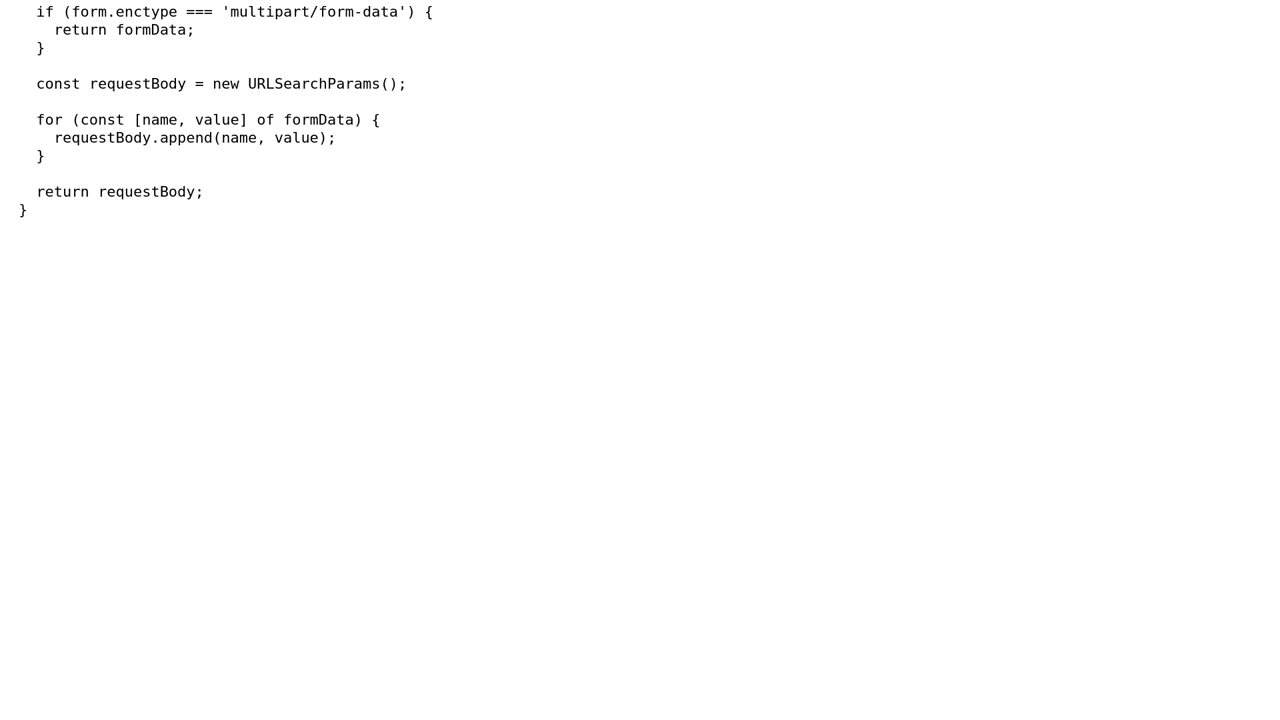 if (form.enctype === 'multipart/form-data') {
return formData;
}
const requestBody = new URLSearchParams();
for (const [name, value] of formData) {
requestBody.append(name, value);
}
return requestBody;
}